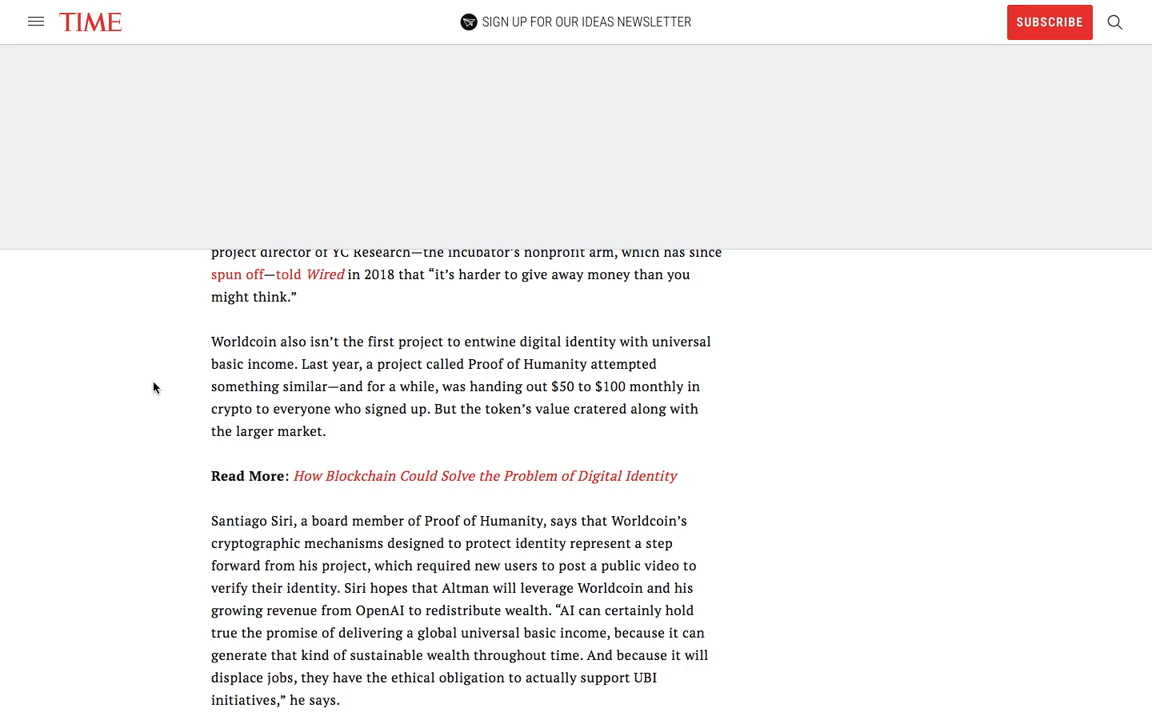 TIME
SIGN UP FOR OUR IDEAS NEWSLETTER
SUBSCRIBE
project director of YC Research—the incubator’s nonprofit arm, which has since
spun off—told Wired in 2018 that “it’s harder to give away money than you
might think.”
Worldcoin also isn’t the first project to entwine digital identity with universal
basic income. Last year, a project called Proof of Humanity attempted
something similar—and for a while, was handing out $50 to $100 monthly in
crypto to everyone who signed up. But the token’s value cratered along with
the larger market.
Read More: How Blockchain Could Solve the Problem of Digital Identity
Santiago Siri, a board member of Proof of Humanity, says that Worldcoin’s
cryptographic mechanisms designed to protect identity represent a step
forward from his project, which required new users to post a public video to
verify their identity. Siri hopes that Altman will leverage Worldcoin and his
growing revenue from OpenAI to redistribute wealth. “AI can certainly hold
true the promise of delivering a global universal basic income, because it can
generate that kind of sustainable wealth throughout time. And because it will
displace jobs, they have the ethical obligation to actually support UBI
initiatives,” he says.